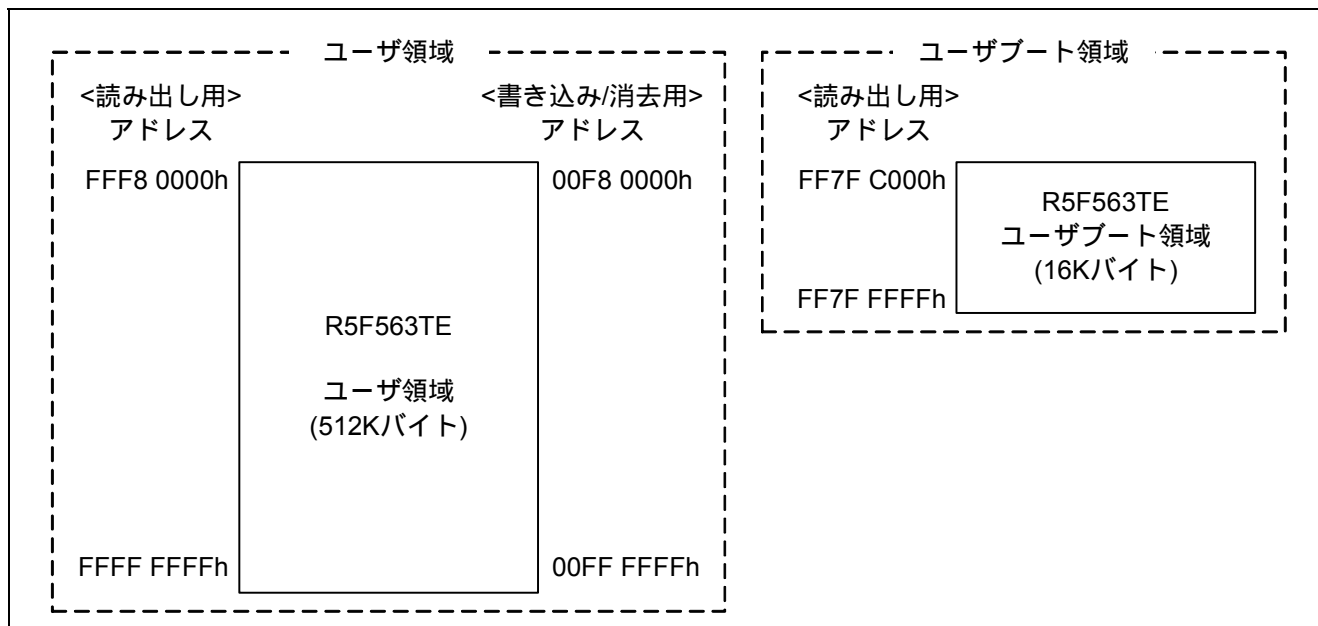 ユーザ領域
<読み出し用>
アドレス
<書き込み/消去用>
アドレス
FFF8 0000h
00F8 0000h
R5F563TE
ユーザ領域
(512Kバイト)
FFFF FFFFh
00FF FFFFh
ユーザブート領域
<読み出し用>
アドレス
FF7F C000h
R5F563TE
ユーザブート領域
(16Kバイト)
FF7F FFFFh